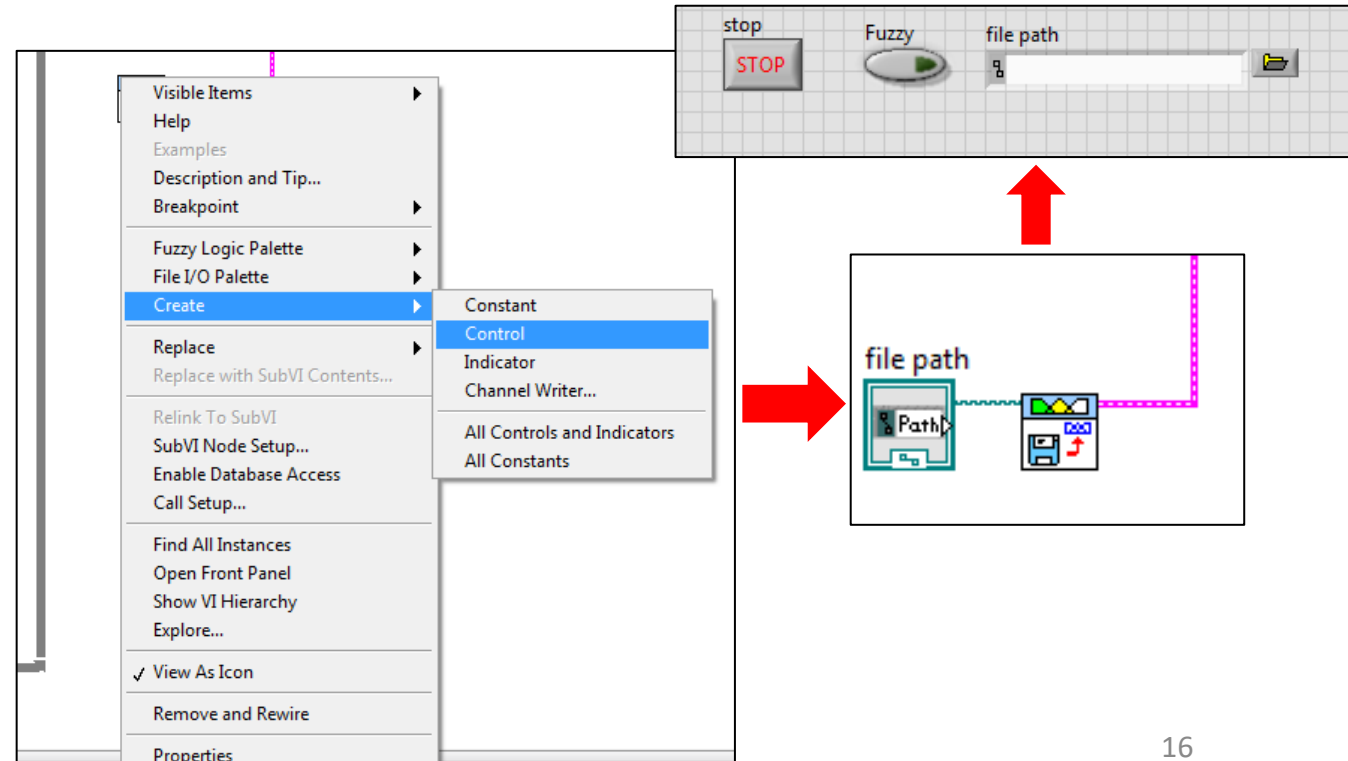 Visible Items
Help
Examples
Description and Tip...
Breakpoint
Fuzzy Logic Palette
File I/O Palette
Create
Replace
Replace with SubVI Contents...
Relink To SubVI
SubVI Node Setup...
Enable Database Access
Call Setup...
Find All Instances
Open Front Panel
Show VI Hierarchy
Explore...
View As Icon
Remove and Rewire
Properties
Constant
Control
Indicator
Channel Writer...
All Controls and Indicators
All Constants
stop
STOP
Fuzzy
file path
file path
Path
16